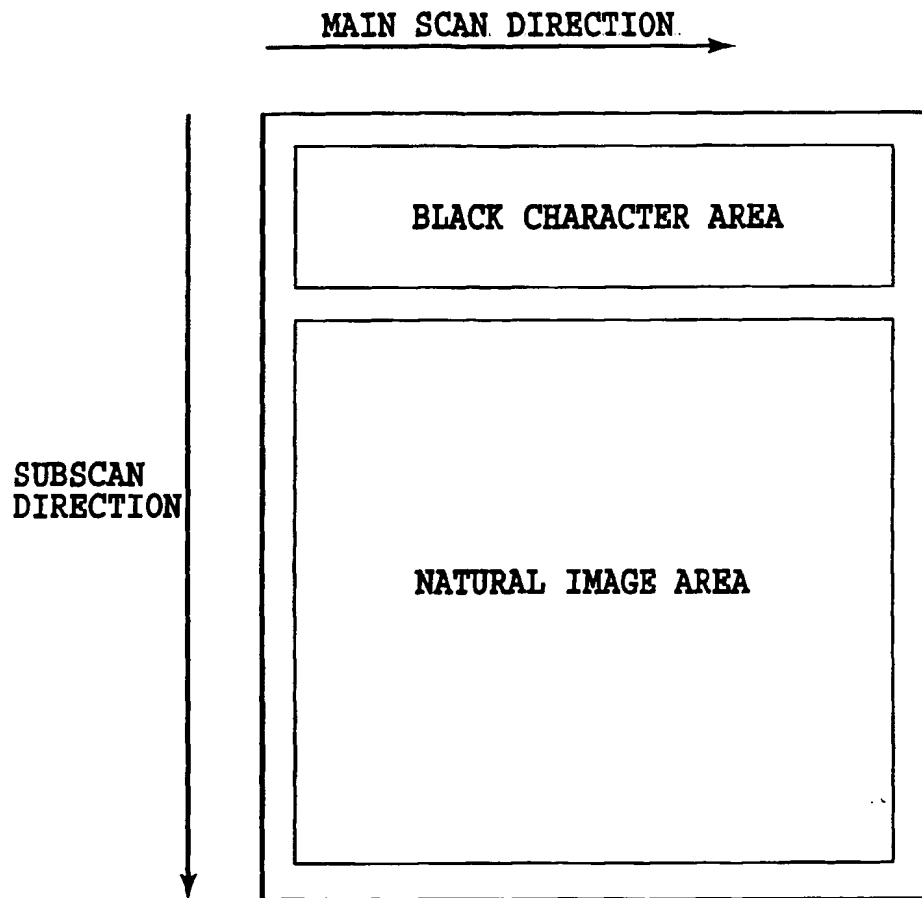 MAIN SCAN DIRECTION
BLACK CHARACTER AREA
SUBSCAN
DIRECTION
NATURAL IMAGE AREA